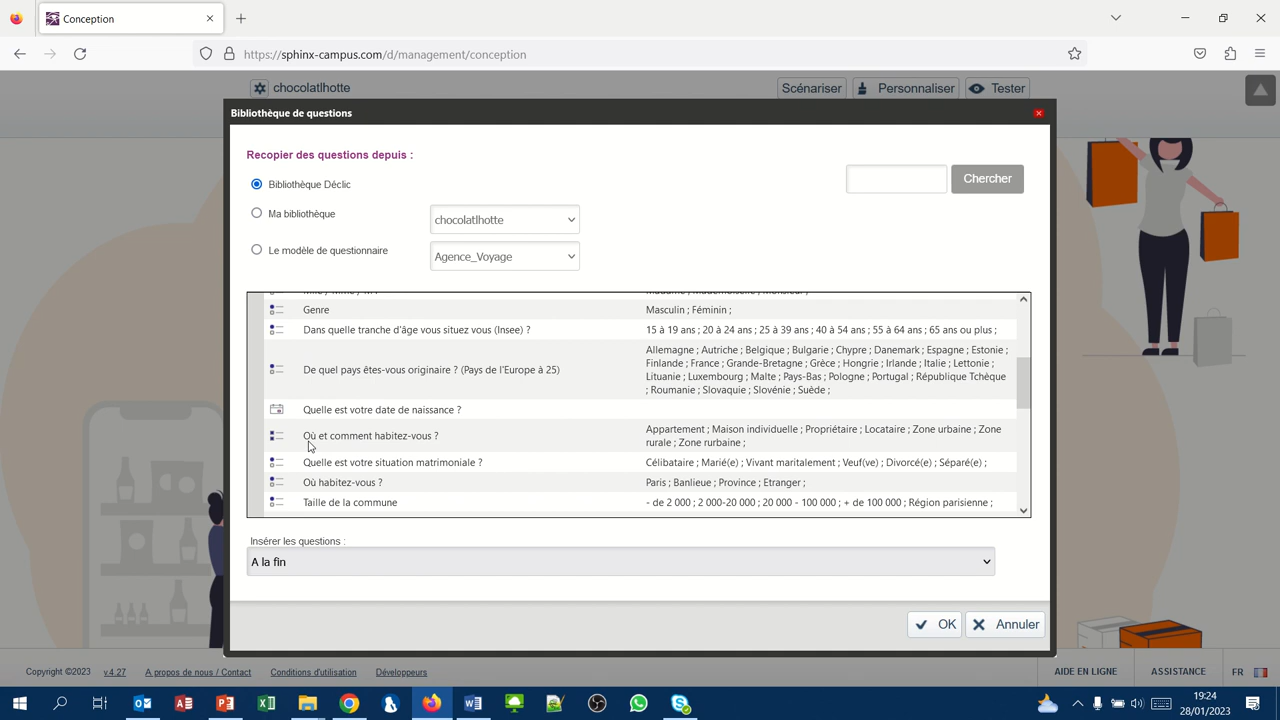 Conception
https://sphinx-campus.com/d/management/conception
chocolatlhotte
Scénariser
Personnaliser
Tester
Bibliothèque de questions
Recopier des questions depuis :
Bibliothèque Déclic
Chercher
Ma bibliothèque
chocolatlhotte
Le modèle de questionnaire
Agence_Voyage
Genre
Masculin ; Féminin ;
Dans quelle tranche d'âge vous situez vous (Insee) ?
15 à 19 ans ; 20 à 24 ans ; 25 à 39 ans ; 40 à 54 ans ; 55 à 64 ans ; 65 ans ou plus ;
De quel pays êtes-vous originaire ? (Pays de l'Europe à 25)
Allemagne ; Autriche ; Belgique ; Bulgarie ; Chypre ; Danemark ; Espagne ; Estonie ;
Finlande ; France ; Grande-Bretagne ; Grèce ; Hongrie ; Irlande ; Italie ; Lettonie ;
Lituanie ; Luxembourg ; Malte ; Pays-Bas ; Pologne ; Portugal ; République Tchèque
; Roumanie ; Slovaquie ; Slovénie ; Suède ;
Quelle est votre date de naissance ?
Où et comment habitez-vous ?
Appartement ; Maison individuelle ; Propriétaire ; Locataire ; Zone urbaine ; Zone
rurale ; Zone rurbaine ;
Quelle est votre situation matrimoniale ?
Célibataire ; Marié(e) ; Vivant maritalement ; Veuf(ve) ; Divorcé(e) ; Séparé(e) ;
Où habitez-vous ?
Paris ; Banlieue ; Province ; Etranger ;
Taille de la commune
- de 2 000 ; 2 000-20 000 ; 20 000 - 100 000 ; + de 100 000 ; Région parisienne ;
Insérer les questions :
A la fin
OK
Annuler
Copyright ©2023
v.4.27
A propos de nous / Contact
Conditions d'utilisation
Développeurs
AIDE EN LIGNE
ASSISTANCE
FR
19:24
28/01/2023